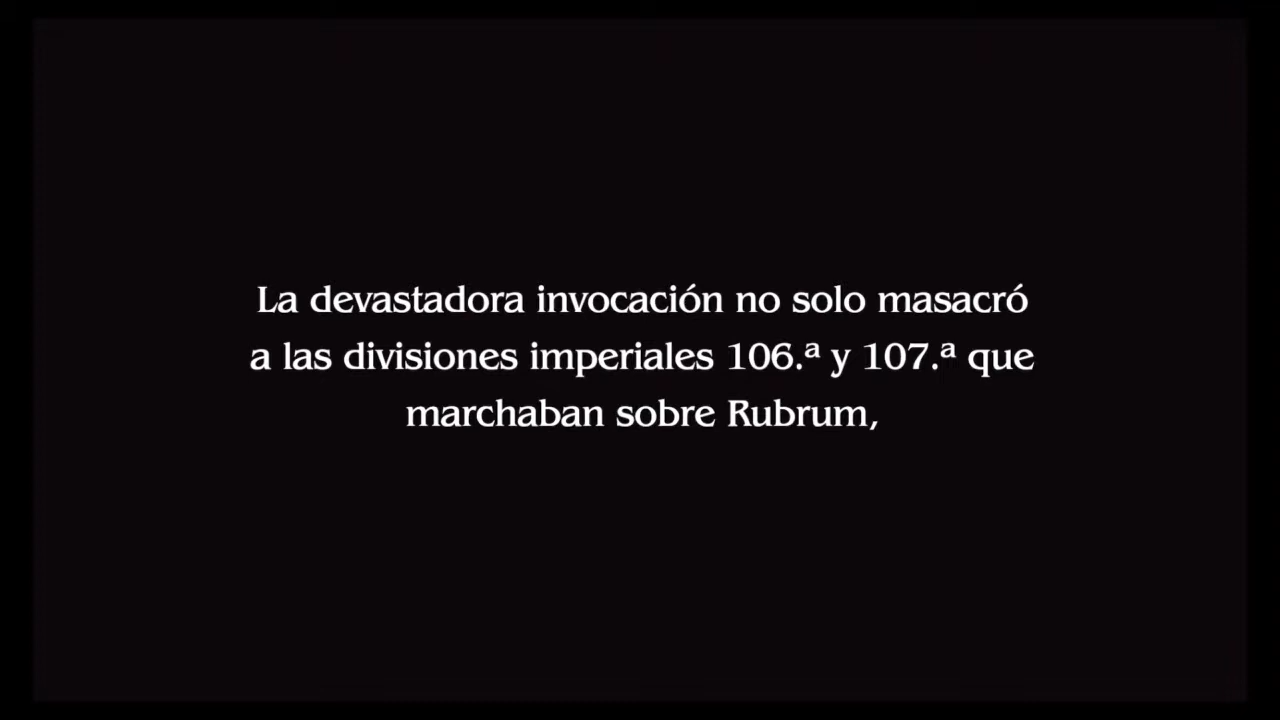 La devastadora invocación no solo masacró
a las divisiones imperiales 106.ª y 107.ª que
marchaban sobre Rubrum,